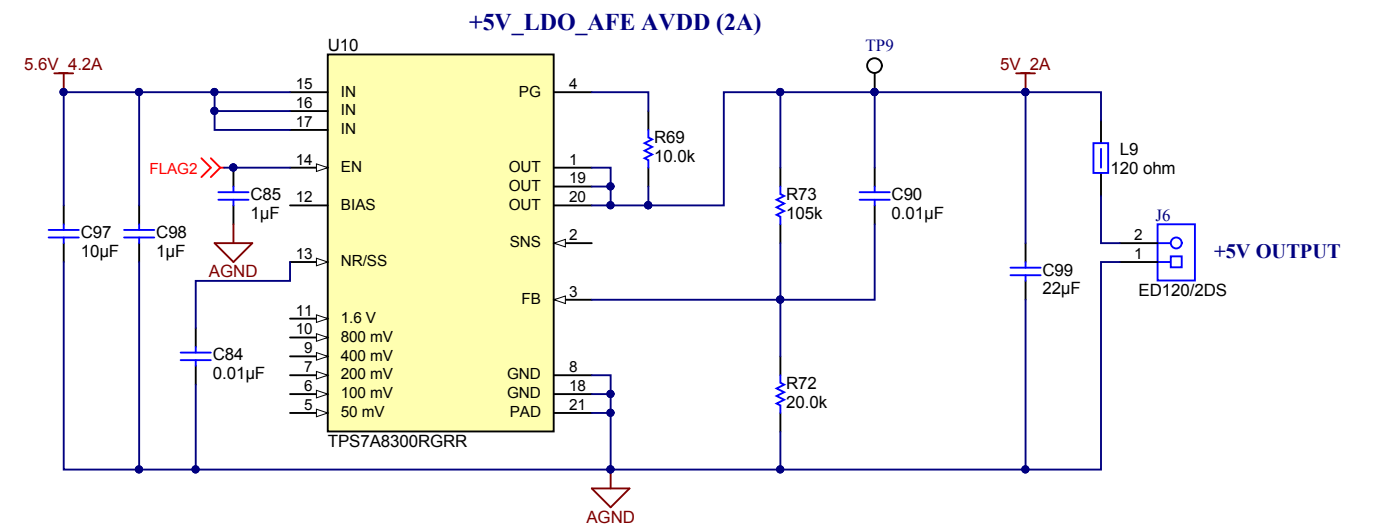 +5V_LDO_AFE AVDD (2A)
U10
TP9
5.6V_4.2A
5V_2A
15 IN
16 IN
17 IN
PG 4
R69
10.0k
L9
120 ohm
FLAG2
14 EN
C85
1µF
12 BIAS
OUT 1
OUT 19
OUT 20
R73
105k
C90
0.01µF
C97
10µF
C98
1µF
AGND
SNS 2
J6
2
1
+5V OUTPUT
ED120/2DS
13 NR/SS
C99
22µF
FB 3
11 1.6 V
10 800 mV
9 400 mV
7 200 mV
6 100 mV
5 50 mV
C84
0.01µF
GND 8
GND 18
PAD 21
R72
20.0k
TPS7A8300RGRR
AGND